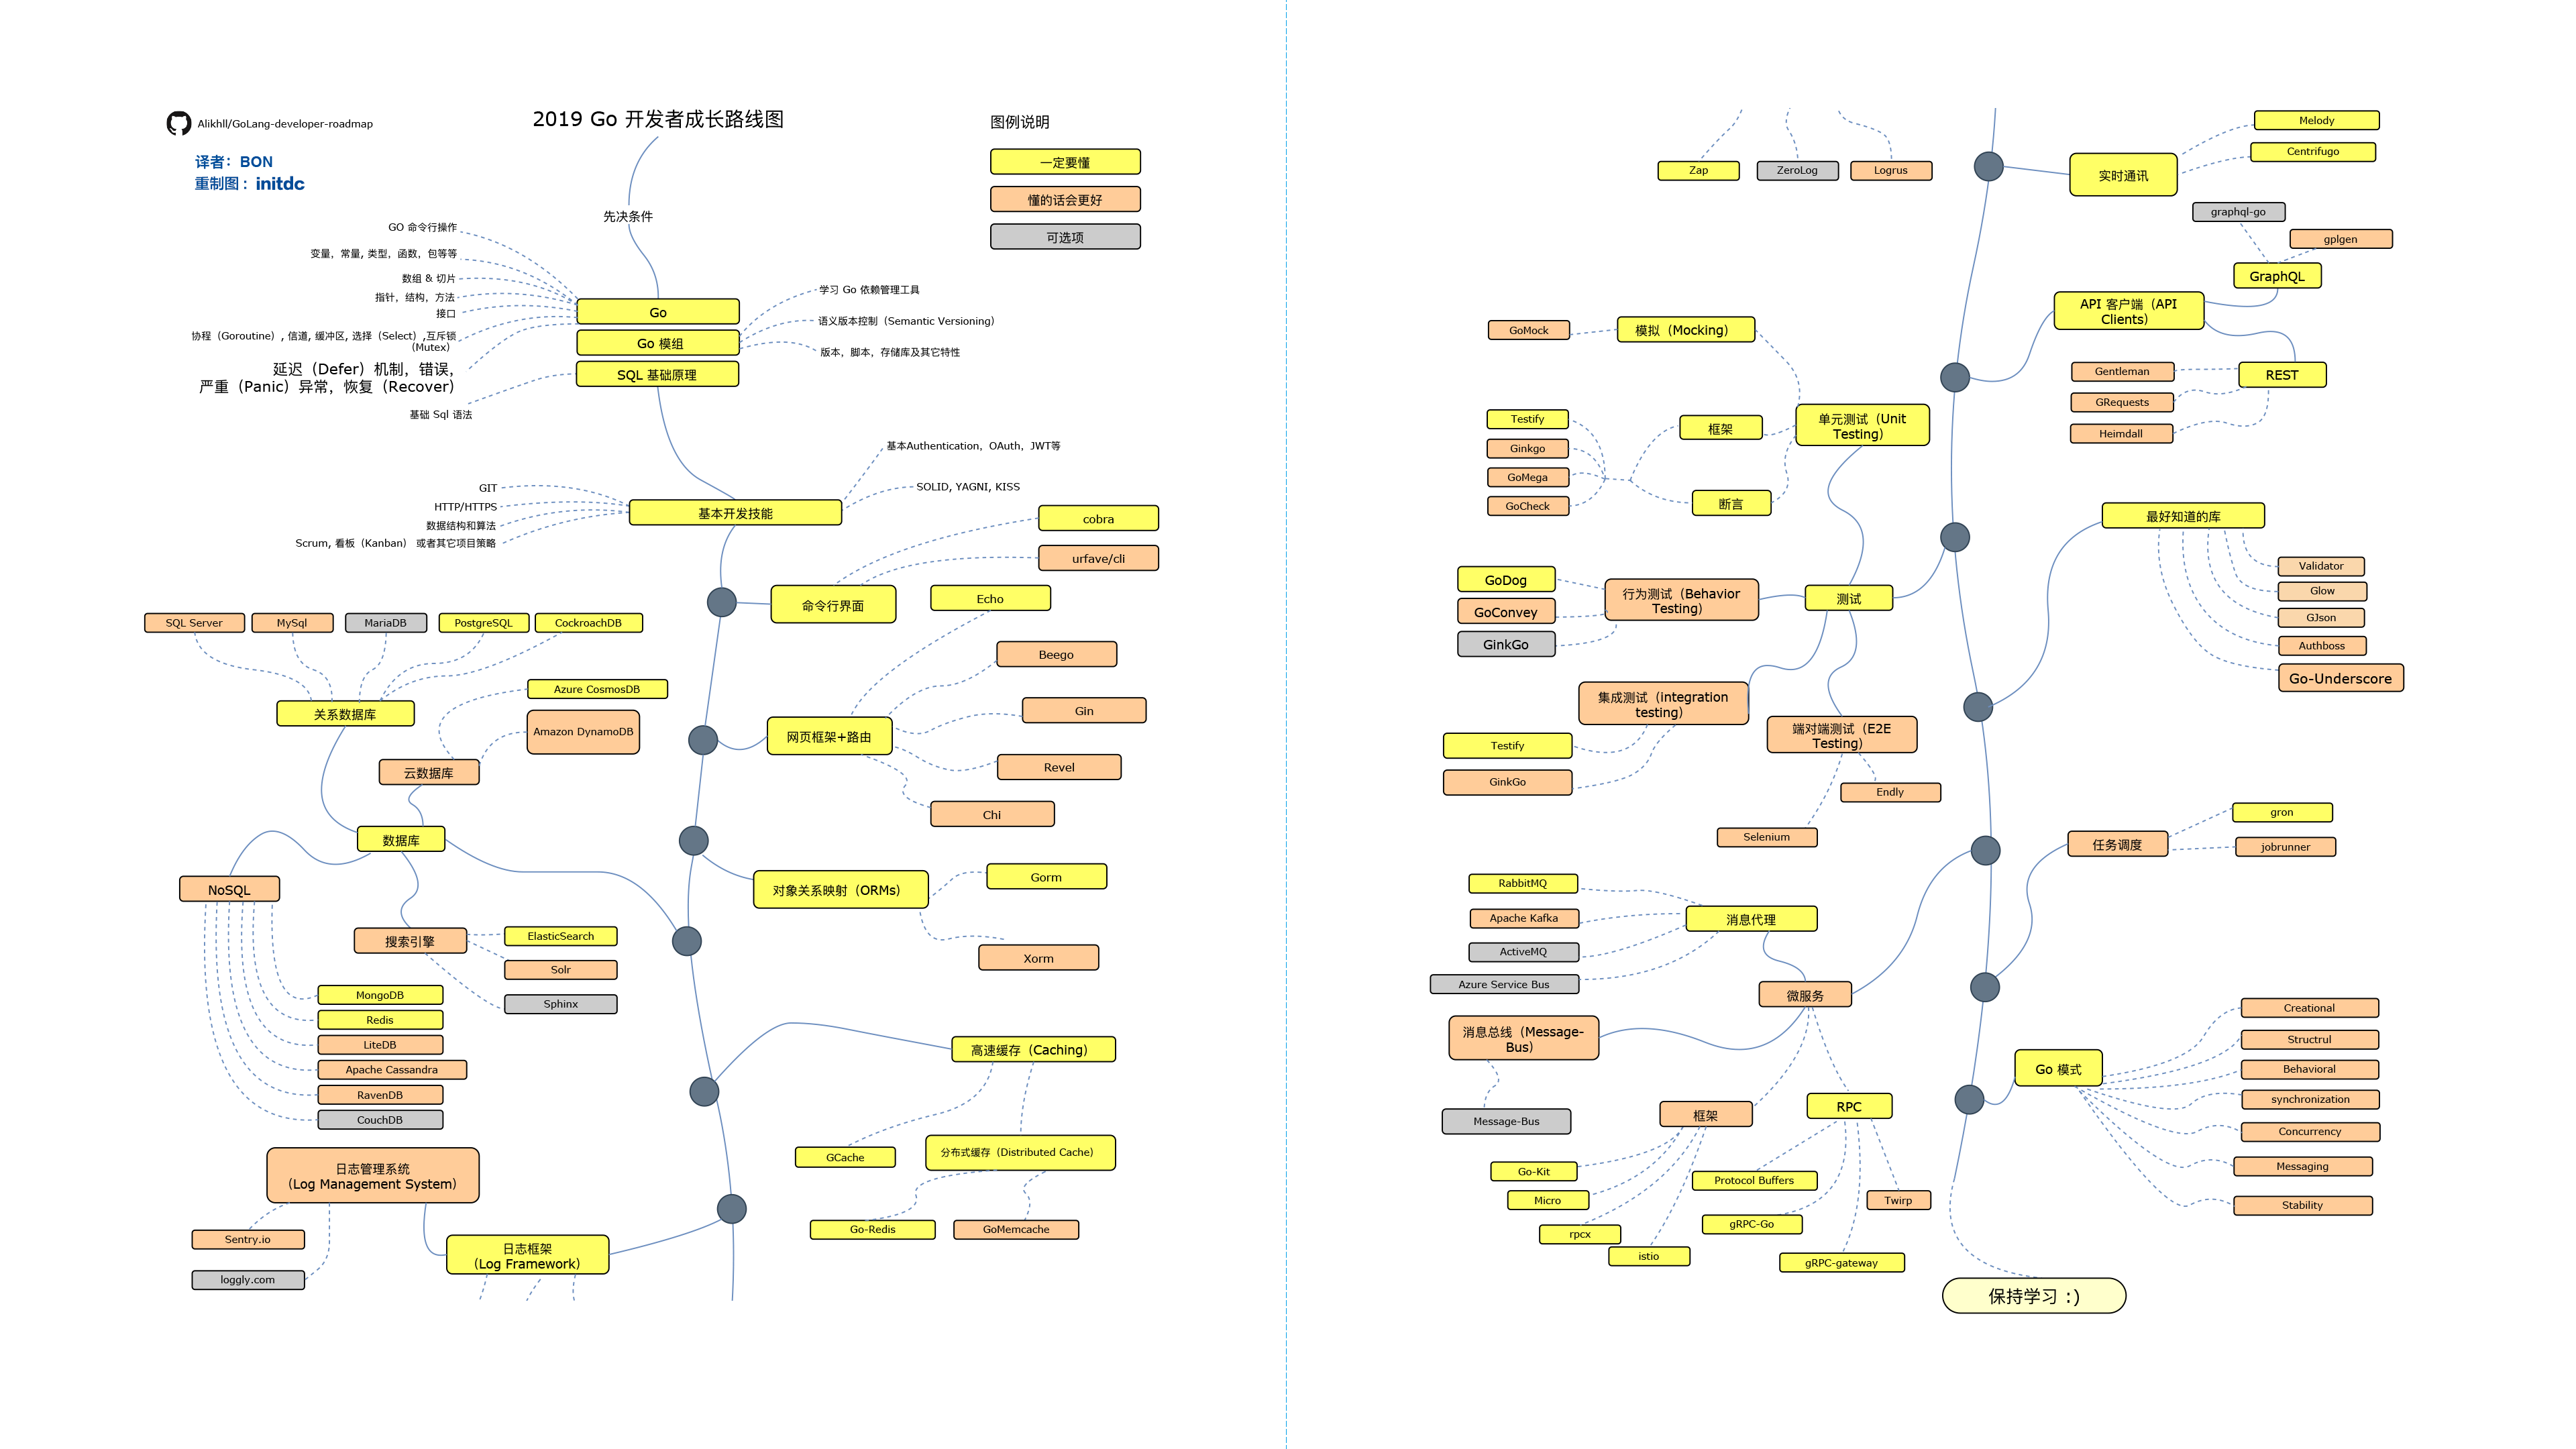 Alikhll/GoLang-developer-roadmap
2019 Go 开发者成长路线图
图例说明
译者：BON
重制图：initdc
一定要懂
懂的话会更好
可选项
先决条件
GO 命令行操作
变量，常量, 类型，函数，包等等
数组 & 切片
指针，结构，方法
接口
协程（Goroutine）, 信道, 缓冲区, 选择（Select）,互斥锁
（Mutex）
延迟（Defer）机制，错误，
严重（Panic）异常，恢复（Recover）
基础 Sql 语法
Go
Go 模组
SQL 基础原理
学习 Go 依赖管理工具
语义版本控制（Semantic Versioning）
版本，脚本，存储库及其它特性
基本Authentication，OAuth，JWT等
SOLID, YAGNI, KISS
GIT
HTTP/HTTPS
数据结构和算法
Scrum, 看板（Kanban） 或者其它项目策略
基本开发技能
cobra
urfave/cli
命令行界面
Echo
Beego
Gin
网页框架+路由
Revel
Chi
SQL Server
MySql
MariaDB
PostgreSQL
CockroachDB
关系数据库
Azure CosmosDB
Amazon DynamoDB
云数据库
数据库
NoSQL
搜索引擎
ElasticSearch
Solr
Sphinx
MongoDB
Redis
LiteDB
Apache Cassandra
RavenDB
CouchDB
对象关系映射（ORMs）
Gorm
Xorm
高速缓存（Caching）
GCache
分布式缓存（Distributed Cache）
Go-Redis
GoMemcache
日志管理系统
（Log Management System）
Sentry.io
loggly.com
日志框架
（Log Framework）
Zap
ZeroLog
Logrus
Melody
Centrifugo
实时通讯
graphql-go
gplgen
GraphQL
API 客户端（API
Clients）
REST
Gentleman
GRequests
Heimdall
GoMock
模拟（Mocking）
单元测试（Unit
Testing）
框架
断言
Testify
Ginkgo
GoMega
GoCheck
GoDog
GoConvey
GinkGo
行为测试（Behavior
Testing）
测试
集成测试（integration
testing）
Testify
GinkGo
端对端测试（E2E
Testing）
Endly
Selenium
最好知道的库
Validator
Glow
GJson
Authboss
Go-Underscore
任务调度
gron
jobrunner
RabbitMQ
Apache Kafka
ActiveMQ
Azure Service Bus
消息代理
微服务
消息总线（Message-
Bus）
Message-Bus
框架
RPC
Go-Kit
Micro
rpcx
istio
Protocol Buffers
Twirp
gRPC-Go
gRPC-gateway
Go 模式
Creational
Structrul
Behavioral
synchronization
Concurrency
Messaging
Stability
保持学习 :)